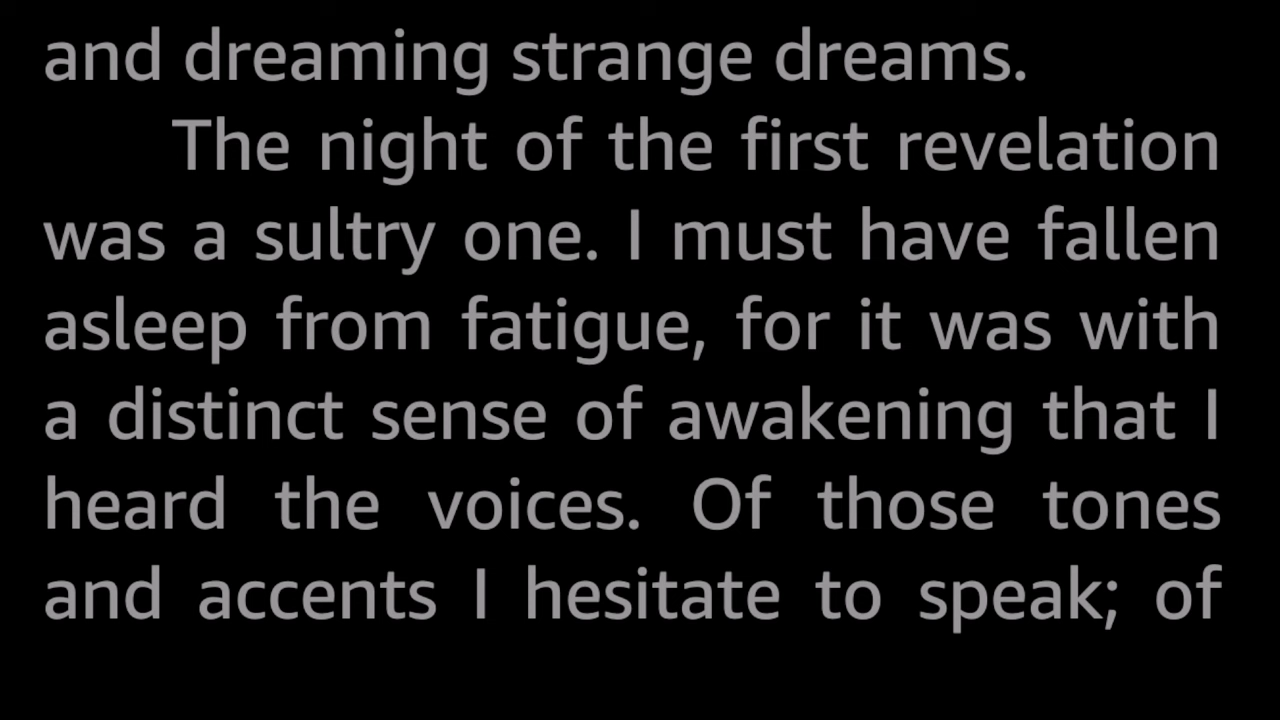 and dreaming strange dreams.
The night of the first revelation
was a sultry one. I must have fallen
asleep from fatigue, for it was with
a distinct sense of awakening that I
heard the voices. Of those tones
and accents I hesitate to speak; of